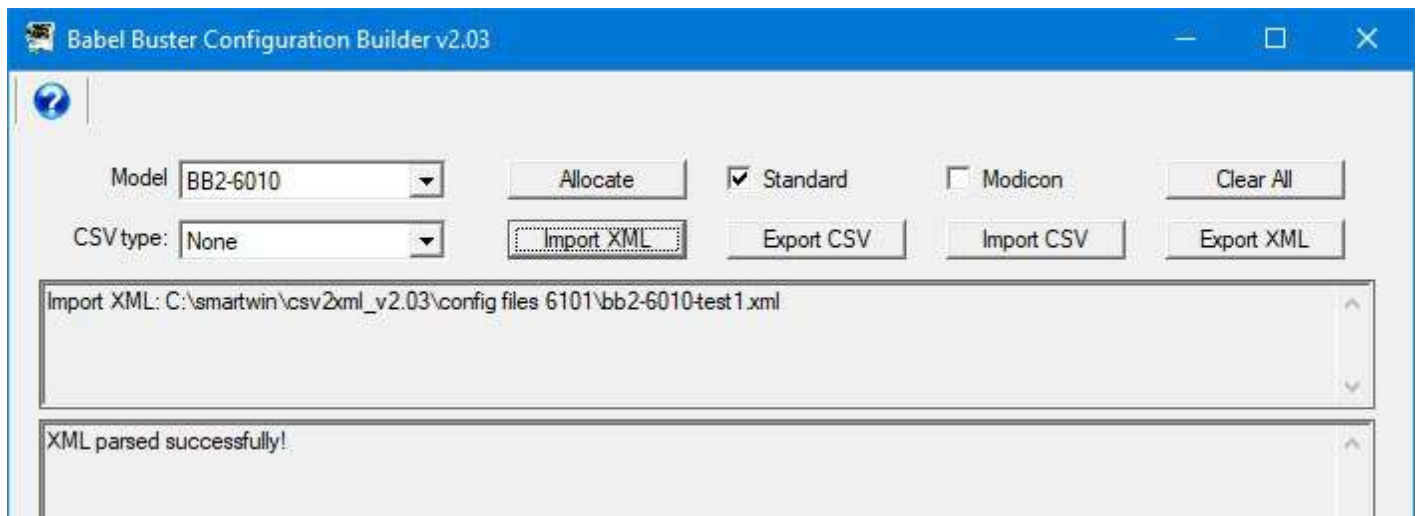 Babel Buster Configuration Builder v2.03
Model BB2-6010 Allocate Standard Modicon Clear All
CSV type: None Import XML Export CSV Import CSV Export XML
Import XML: C:\smartwin\csv2xml_v2.03\config files 6101\bb2-6010-test1.xml
XML parsed successfully!